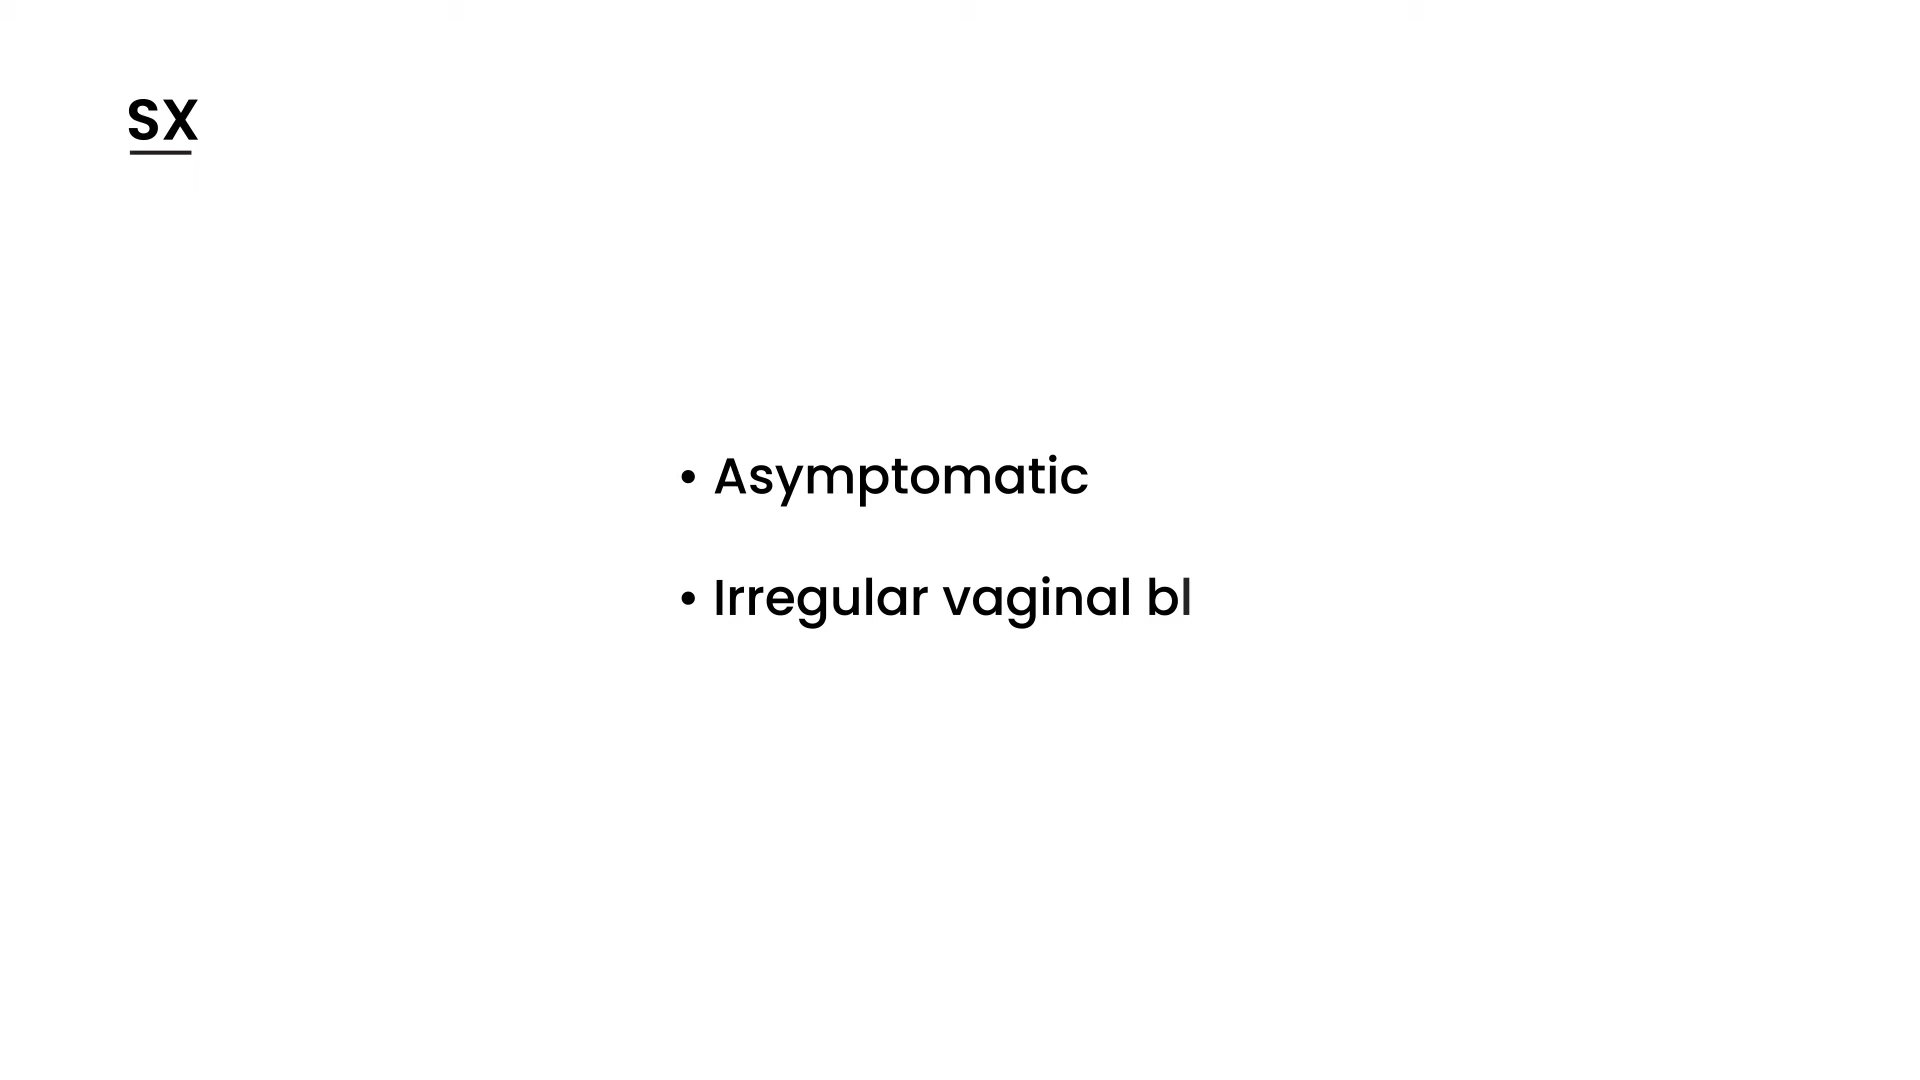 SX
• Asymptomatic
• Irregular vaginal bl